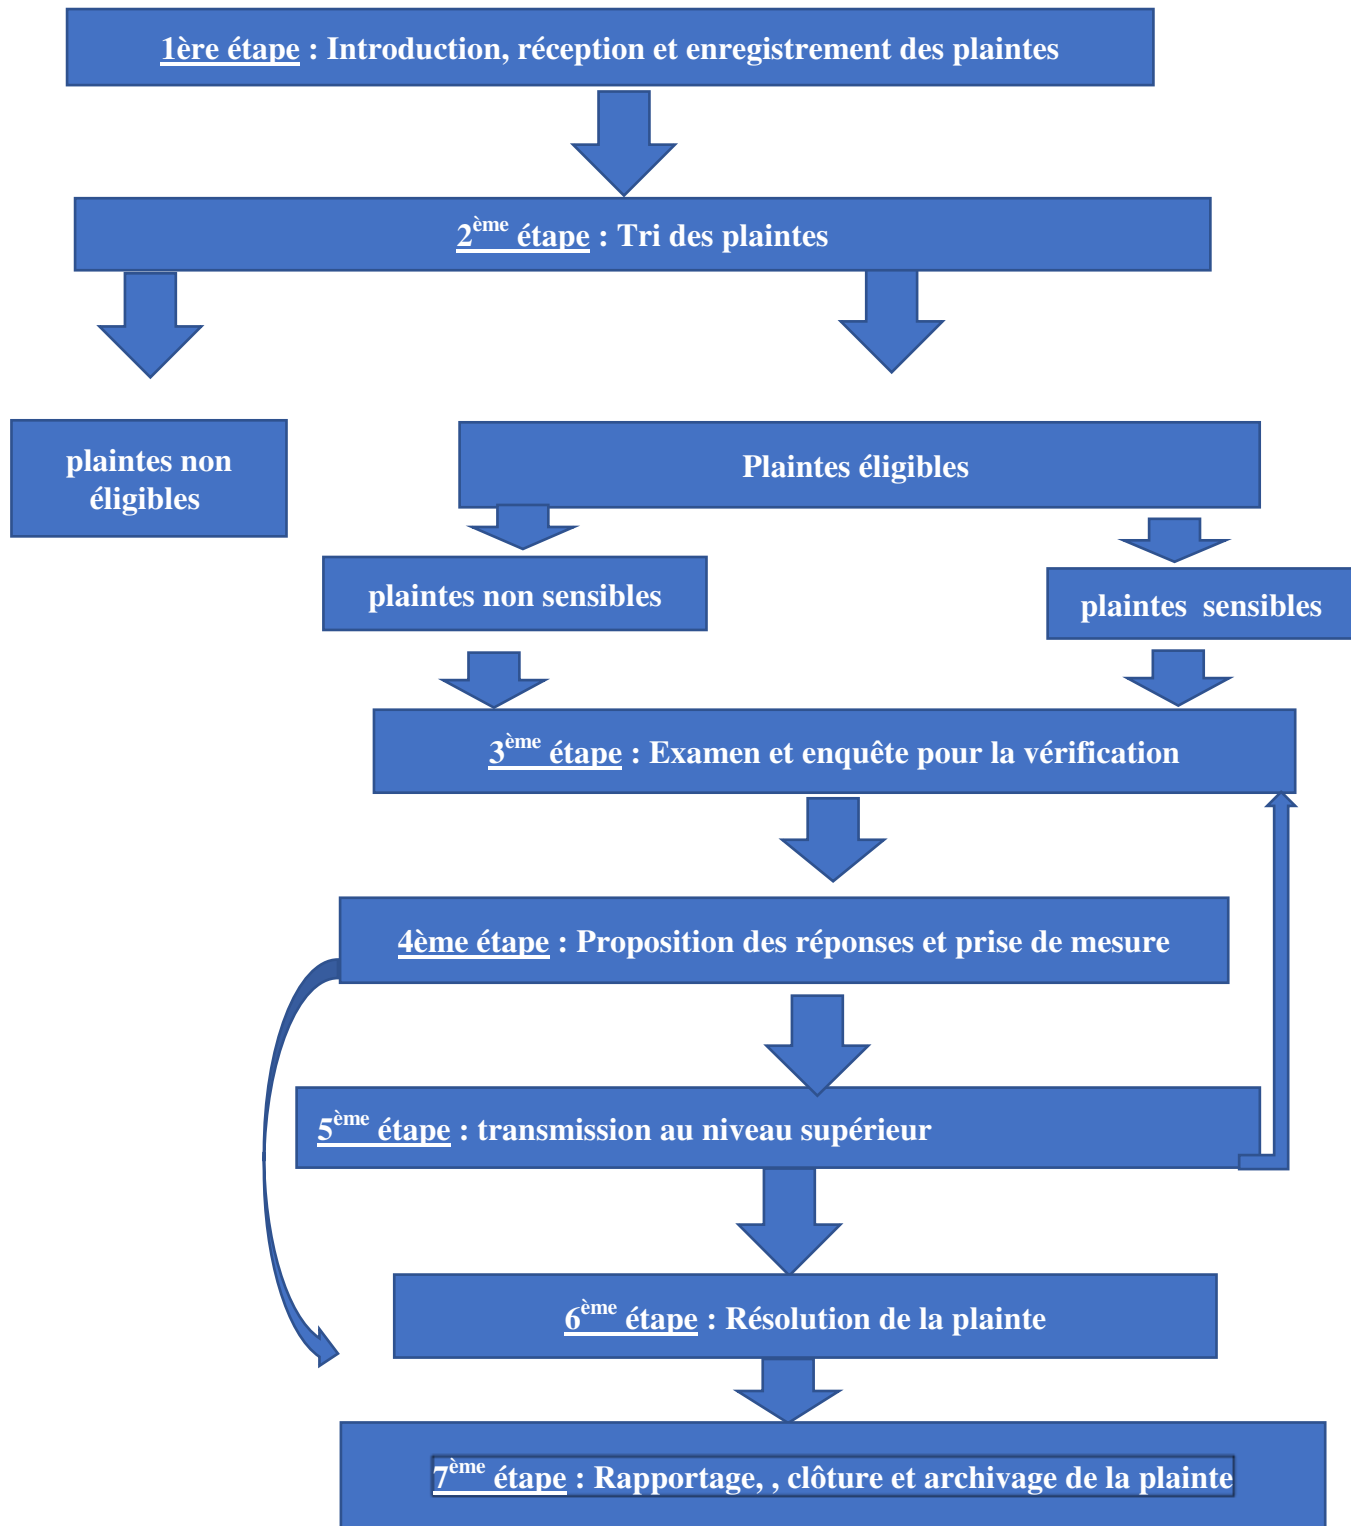 1ère étape : Introduction, réception et enregistrement des plaintes
2ème étape : Tri des plaintes
plaintes non
éligibles
Plaintes éligibles
plaintes non sensibles
plaintes  sensibles
3ème étape : Examen et enquête pour la vérification
4ème étape : Proposition des réponses et prise de mesure
5ème étape : transmission au niveau supérieur
6ème étape : Résolution de la plainte
7ème étape : Rapportage, , clôture et archivage de la plainte